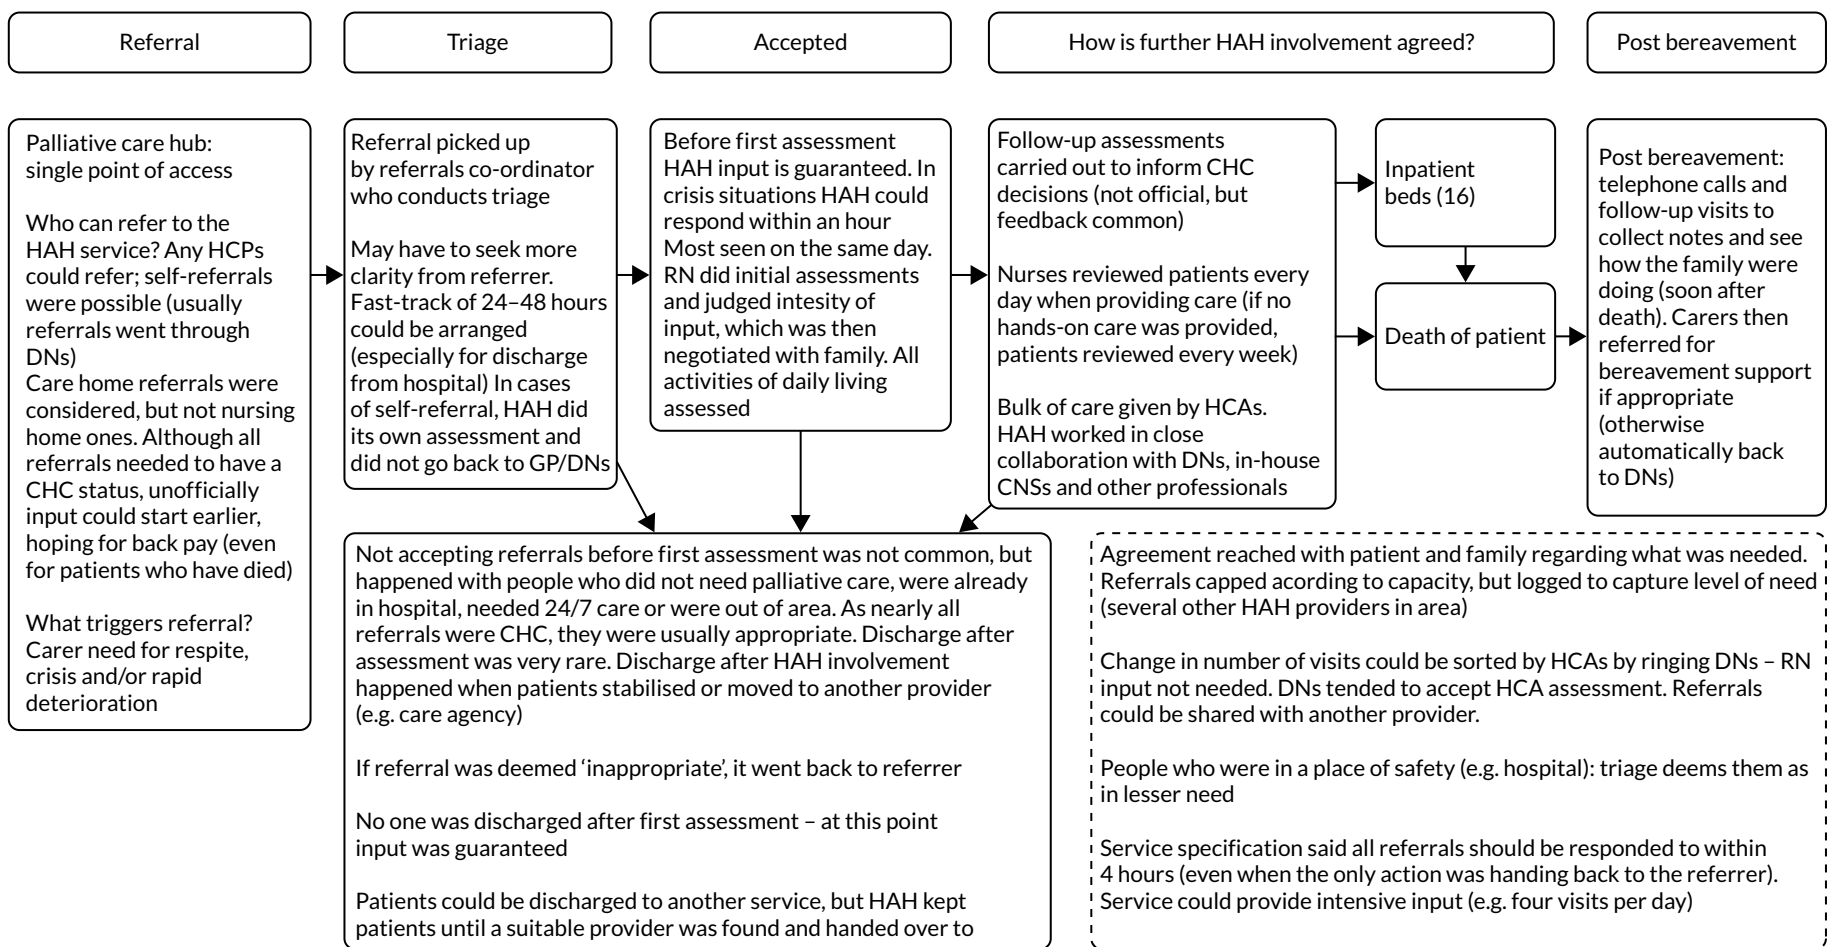 Referral
Triage
Accepted
How is further HAH involvement agreed?
Post bereavement
Palliative care hub:
single point of access
Who can refer to the
HAH service? Any HCPs
could refer; self-referrals
were possible (usually
referrals went through
DNs)
Care home referrals were
considered, but not nursing
home ones. Although all
referrals needed to have a
CHC status, unofficially
input could start earlier,
hoping for back pay (even
for patients who have died)
What triggers referral?
Carer need for respite,
crisis and/or rapid
deterioration
Referral picked up
by referrals co-ordinator
who conducts triage
May have to seek more
clarity from referrer.
Fast-track of 24–48 hours
could be arranged
(especially for discharge
from hospital) In cases
of self-referral, HAH did
its own assessment and
did not go back to GP/DNs
Before first assessment
HAH input is guaranteed. In
crisis situations HAH could
respond within an hour
Most seen on the same day.
RN did initial assessments
and judged intesity of
input, which was then
negotiated with family. All
activities of daily living
assessed
Follow-up assessments
carried out to inform CHC
decisions (not official, but
feedback common)
Nurses reviewed patients every
day when providing care (if no
hands-on care was provided,
patients reviewed every week)
Bulk of care given by HCAs.
HAH worked in close
collaboration with DNs, in-house
CNSs and other professionals
Inpatient
beds (16)
Death of patient
Post bereavement:
telephone calls and
follow-up visits to
collect notes and see
how the family were
doing (soon after
death). Carers then
referred for
bereavement support
if appropriate
(otherwise
automatically back
to DNs)
Not accepting referrals before first assessment was not common, but
happened with people who did not need palliative care, were already
in hospital, needed 24/7 care or were out of area. As nearly all
referrals were CHC, they were usually appropriate. Discharge after
assessment was very rare. Discharge after HAH involvement
happened when patients stabilised or moved to another provider
(e.g. care agency)
If referral was deemed ‘inappropriate’, it went back to referrer
No one was discharged after first assessment – at this point
input was guaranteed
Patients could be discharged to another service, but HAH kept
patients until a suitable provider was found and handed over to
Agreement reached with patient and family regarding what was needed.
Referrals capped acording to capacity, but logged to capture level of need
(several other HAH providers in area)
Change in number of visits could be sorted by HCAs by ringing DNs – RN
input not needed. DNs tended to accept HCA assessment. Referrals
could be shared with another provider.
People who were in a place of safety (e.g. hospital): triage deems them as
in lesser need
Service specification said all referrals should be responded to within
4 hours (even when the only action was handing back to the referrer).
Service could provide intensive input (e.g. four visits per day)